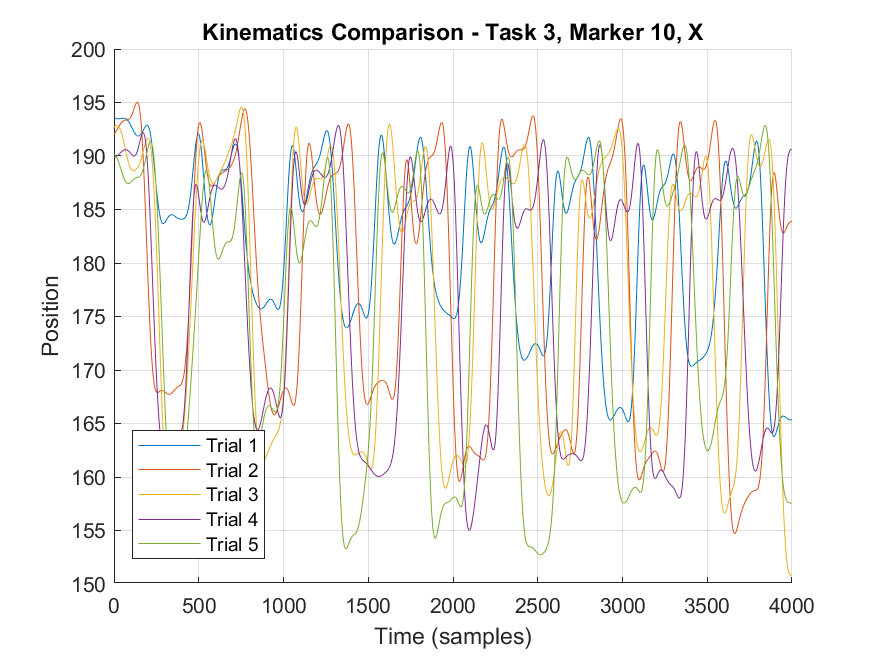 Kinematics Comparison - Task 3, Marker 10, X
200
195
190
185
180
175
170
165
160
155
150
Position
Trial 1
Trial 2
Trial 3
Trial 4
Trial 5
0 500 1000 1500 2000 2500 3000 3500 4000
Time (samples)